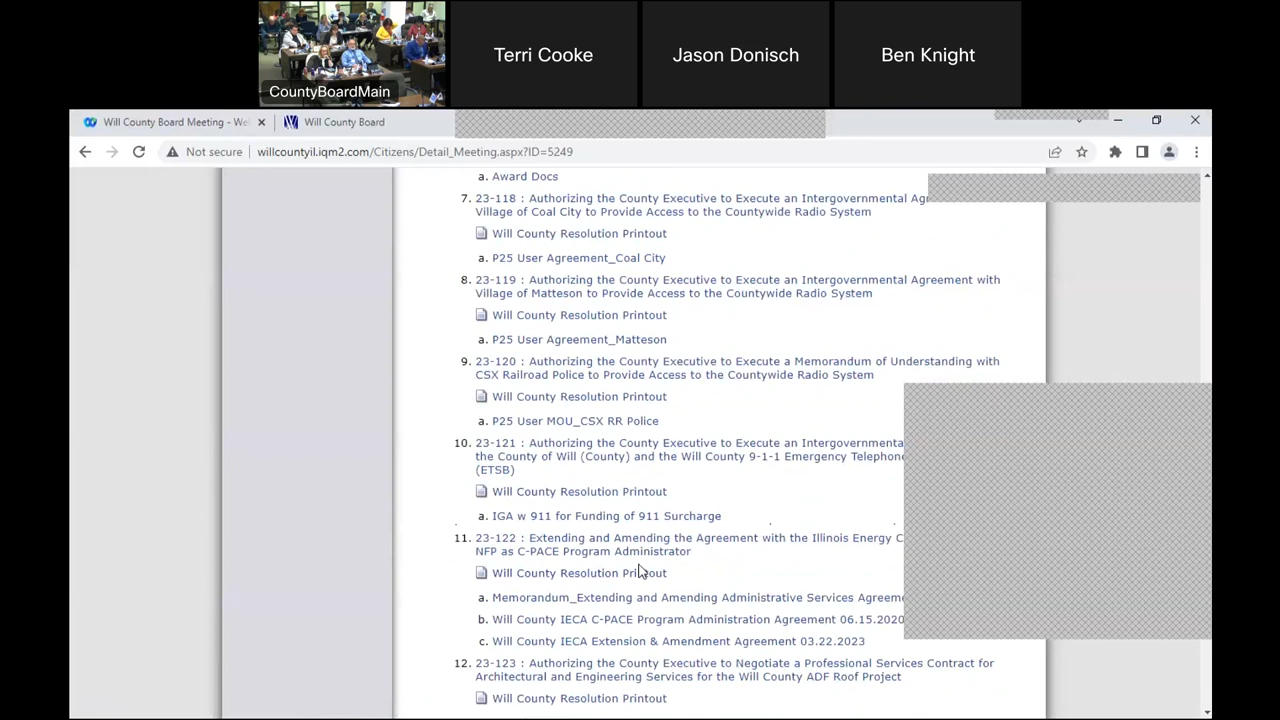 CountyBoardMain
Terri Cooke
Jason Donisch
Ben Knight
Will County Board Meeting - We
Will County Board
Not secure
willcountyil.iqm2.com/Citizens/Detail_Meeting.aspx?ID=5249
a. Award Docs
7. 23-118 : Authorizing the County Executive to Execute an Intergovernmental
Village of Coal City to Provide Access to the Countywide Radio System
Will County Resolution Printout
a. P25 User Agreement_Coal City
8. 23-119 : Authorizing the County Executive to Execute an Intergovernmental Agreement with
Village of Matteson to Provide Access to the Countywide Radio System
Will County Resolution Printout
a. P25 User Agreement_Matteson
9. 23-120 : Authorizing the County Executive to Execute a Memorandum of Understanding with
CSX Railroad Police to Provide Access to the Countywide Radio System
Will County Resolution Printout
a. P25 User MOU_CSX RR Police
10. 23-121 : Authorizing the County Executive to Execute an
the County of Will (County) and the Will County 9-1-1 Emergency
(ETSB)
Will County Resolution Printout
a. IGA w 911 for Funding of 911 Surcharge
11. 23-122 : Extending and Amending the Agreement with the Illinois Energy
NFP as C-PACE Program Administrator
Will County Resolution Printout
a. Memorandum_Extending and Amending Administrative Services
b. Will County IECA C-PACE Program Administration Agreement 06.15.2020
c. Will County IECA Extension & Amendment Agreement 03.22.2023
12. 23-123 : Authorizing the County Executive to Negotiate a Professional Services Contract for
Architectural and Engineering Services for the Will County ADF Roof Project
Will County Resolution Printout